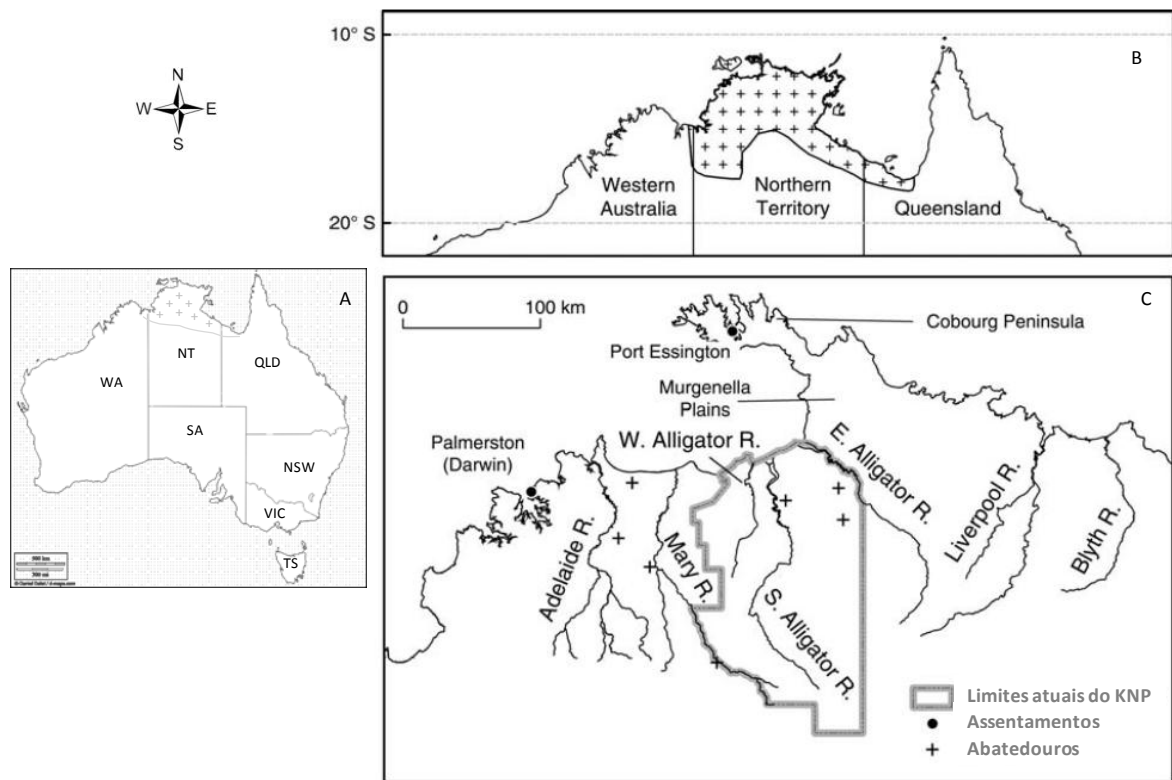 N
W E
S
10° S
B
Western
Australia
Northern
Territory
Queensland
20° S
A
NT
QLD
WA
SA
NSW
VIC
TS
C
0 100 km
Cobourg Peninsula
Port Essington
Murgenella
Plains
W. Alligator R.
E. Alligator R.
Palmerston
(Darwin)
Adelaide R.
Mary R.
S. Alligator R.
Liverpool R.
Blyth R.
Limites atuais do KNP
Assentamentos
Abatedouros